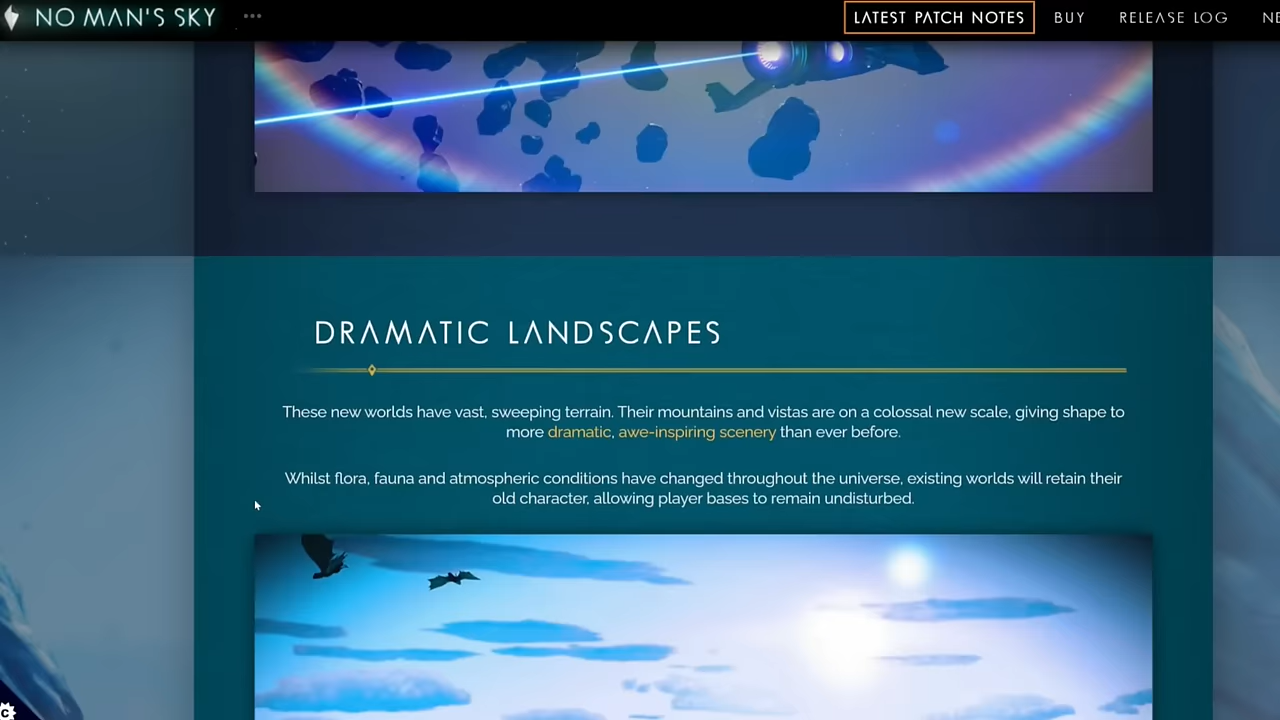 NO MAN'S SKY
LATEST PATCH NOTES
BUY
RELEASE LOG
DRAMATIC LANDSCAPES
These new worlds have vast, sweeping terrain. Their mountains and vistas are on a colossal new scale, giving shape to
more dramatic, awe-inspiring scenery than ever before.
Whilst flora, fauna and atmospheric conditions have changed throughout the universe, existing worlds will retain their
old character, allowing player bases to remain undisturbed.